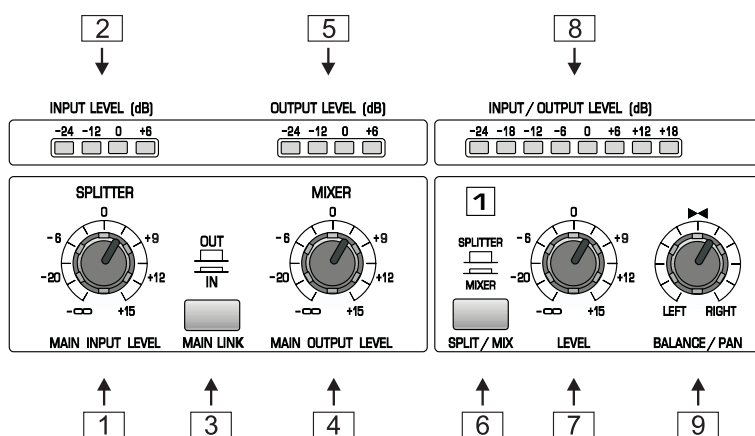 2 5 8
INPUT LEVEL (dB) OUTPUT LEVEL (dB) INPUT/OUTPUT LEVEL (dB)
-24 -12 0 +6 -24 -12 0 +6 -24 -18 -12 -6 0 +6 +12 +18
SPLITTER MIXER 1
0 0 0
-6 +9 OUT -6 +9 SPLITTER -6 +9
-20 +12 IN -20 +12 MIXER -20 +12
-∞ +15 -∞ +15 -∞ +15 LEFT RIGHT
MAIN INPUT LEVEL MAIN LINK MAIN OUTPUT LEVEL SPLIT/MIX LEVEL BALANCE/PAN
1 3 4 6 7 9